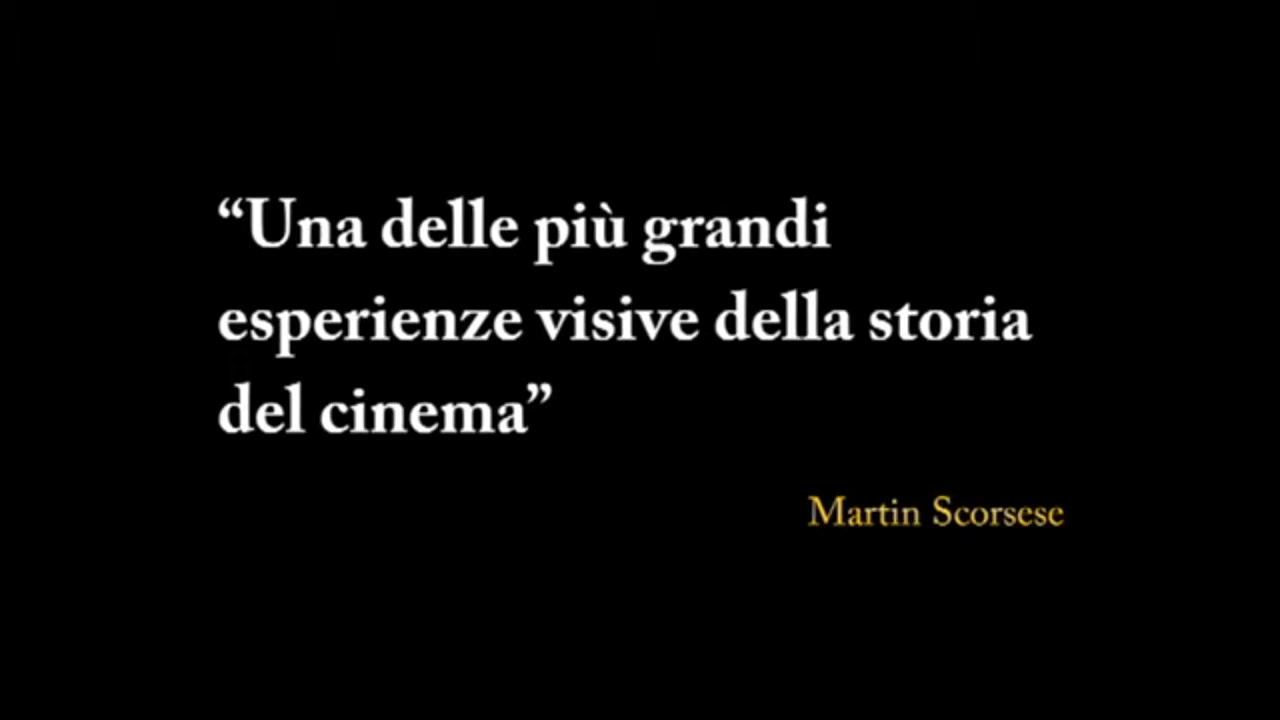 “Una delle più grandi
esperienze visive della storia
del cinema”
Martin Scorsese